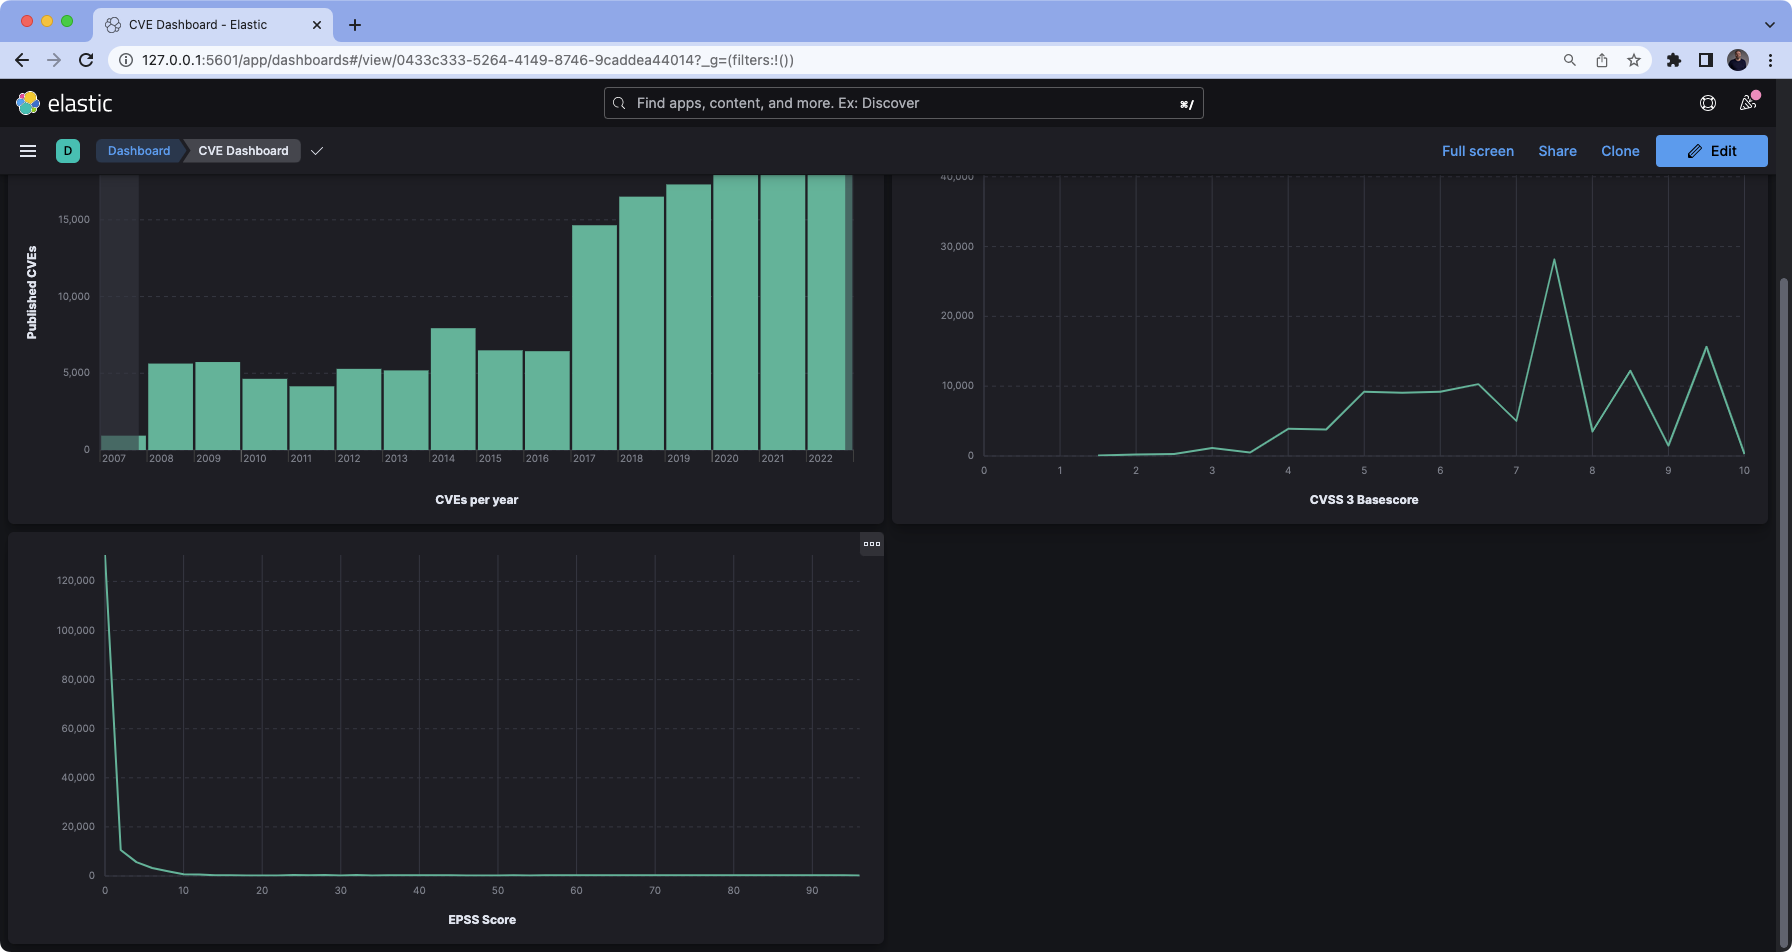 CVE Dashboard - Elastic
127.0.0.1:5601/app/dashboards#/view/0433c333-5264-4149-8746-9caddea44014?_g=(filters:!())
elastic
Find apps, content, and more. Ex: Discover ⌘/
D Dashboard CVE Dashboard Full screen Share Clone Edit
15,000
10,000
5,000
0
Published CVEs
2007 2008 2009 2010 2011 2012 2013 2014 2015 2016 2017 2018 2019 2020 2021 2022
CVEs per year
40,000
30,000
20,000
10,000
0
0 1 2 3 4 5 6 7 8 9 10
CVSS 3 Basescore
120,000
100,000
80,000
60,000
40,000
20,000
0
0 10 20 30 40 50 60 70 80 90
EPSS Score